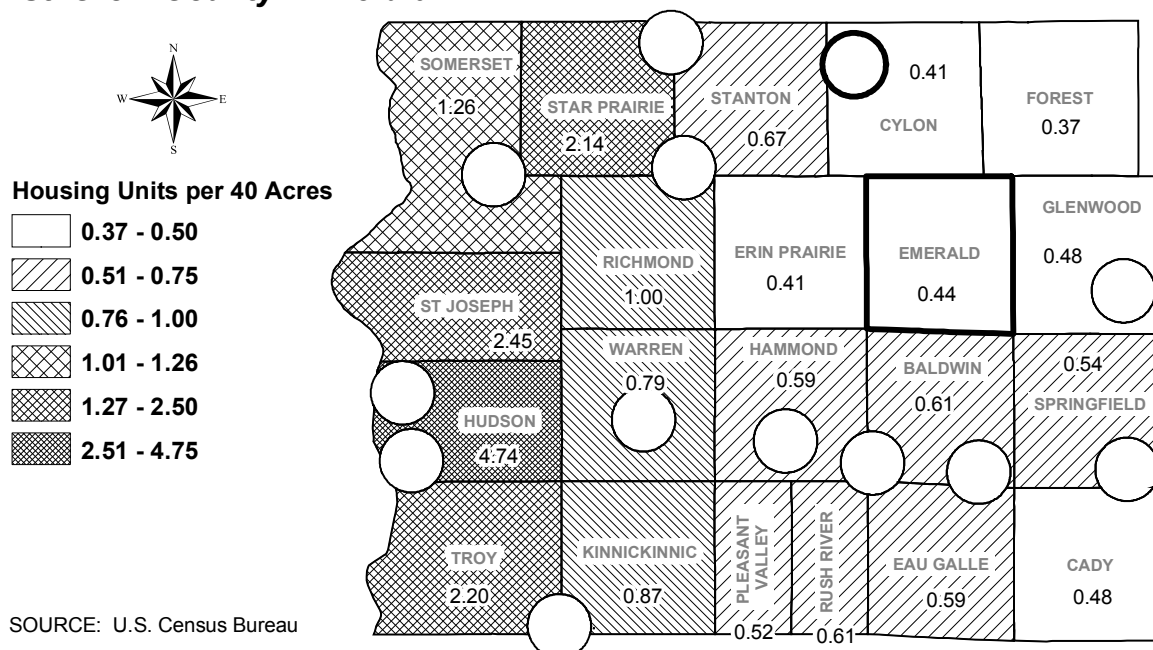 N
W E
S
Housing Units per 40 Acres
0.37 - 0.50
0.51 - 0.75
0.76 - 1.00
1.01 - 1.26
1.27 - 2.50
2.51 - 4.75
SOURCE: U.S. Census Bureau
SOMERSET
1.26
STAR PRAIRIE
2.14
STANTON
0.67
0.41
CYLON
FOREST
0.37
ST JOSEPH
2.45
RICHMOND
1.00
ERIN PRAIRIE
0.41
EMERALD
0.44
GLENWOOD
0.48
HUDSON
4.74
WARREN
0.79
HAMMOND
0.59
BALDWIN
0.61
0.54
SPRINGFIELD
TROY
2.20
KINNICKINNIC
0.87
PLEASANT
VALLEY
0.52
RUSH RIVER
0.61
EAU GALLE
0.59
CADY
0.48